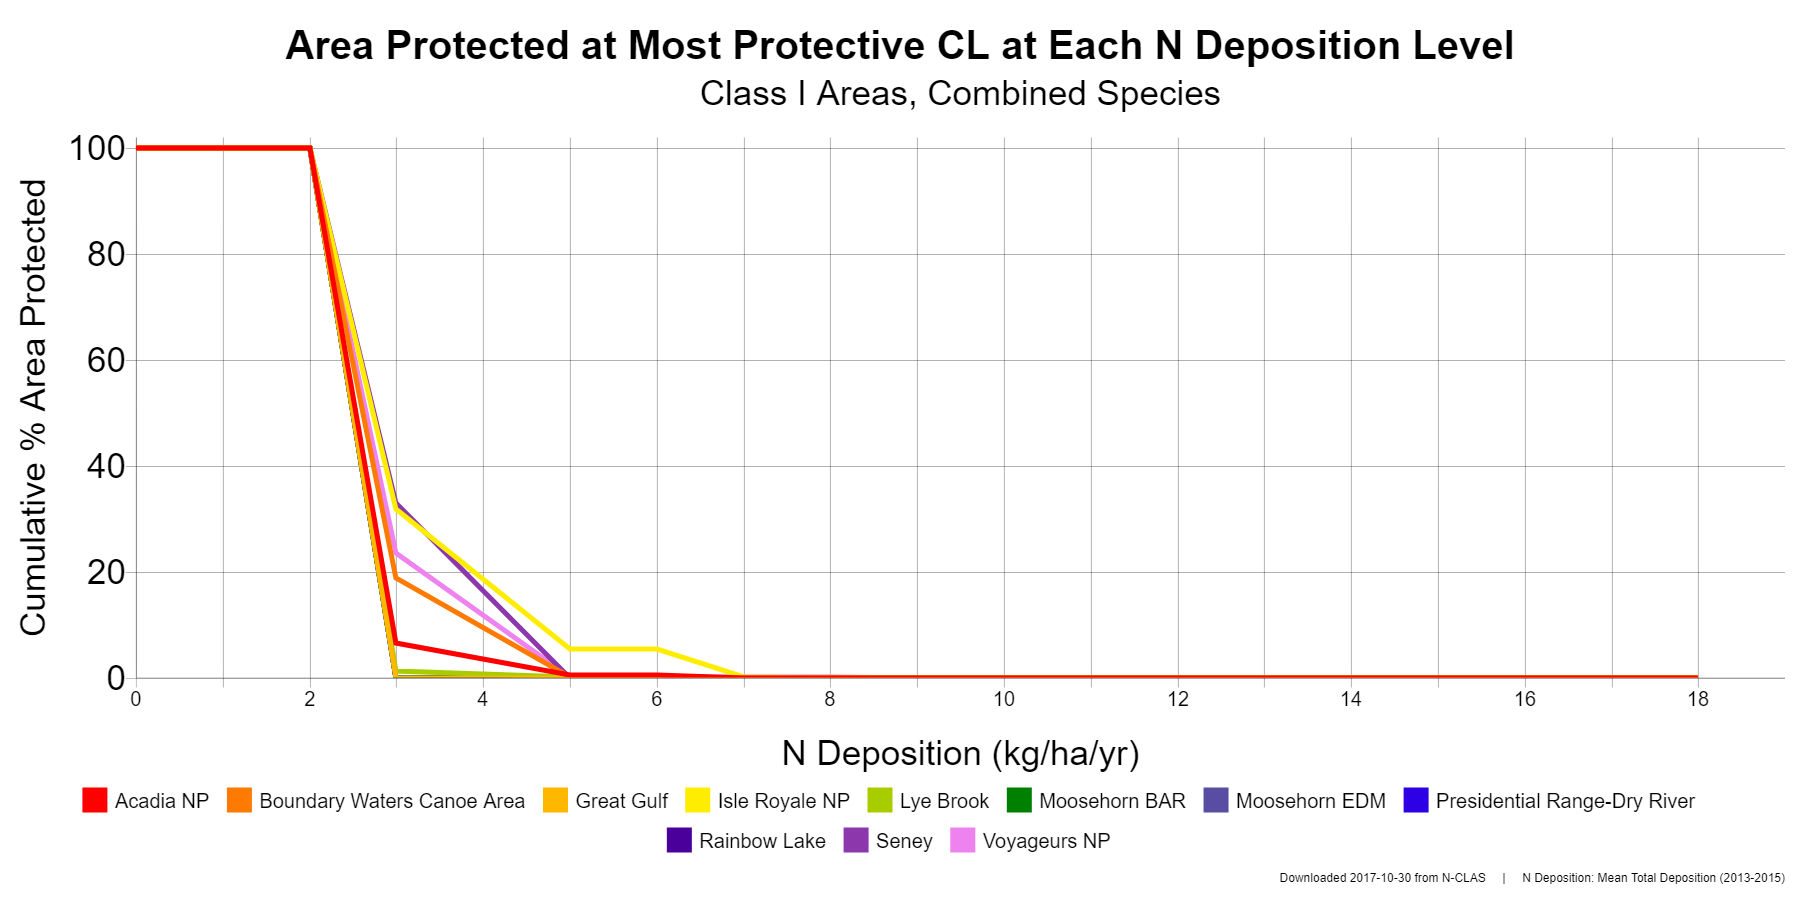 Area Protected at Most Protective CL at Each N Deposition Level
Class I Areas, Combined Species
Cumulative % Area Protected
100
80
60
40
20
0
0 2 4 6 8 10 12 14 16 18
N Deposition (kg/ha/yr)
Acadia NP Boundary Waters Canoe Area Great Gulf Isle Royale NP Lye Brook Moosehorn BAR Moosehorn EDM Presidential Range-Dry River
Rainbow Lake Seney Voyageurs NP
Downloaded 2017-10-30 from N-CLAS | N Deposition: Mean Total Deposition (2013-2015)